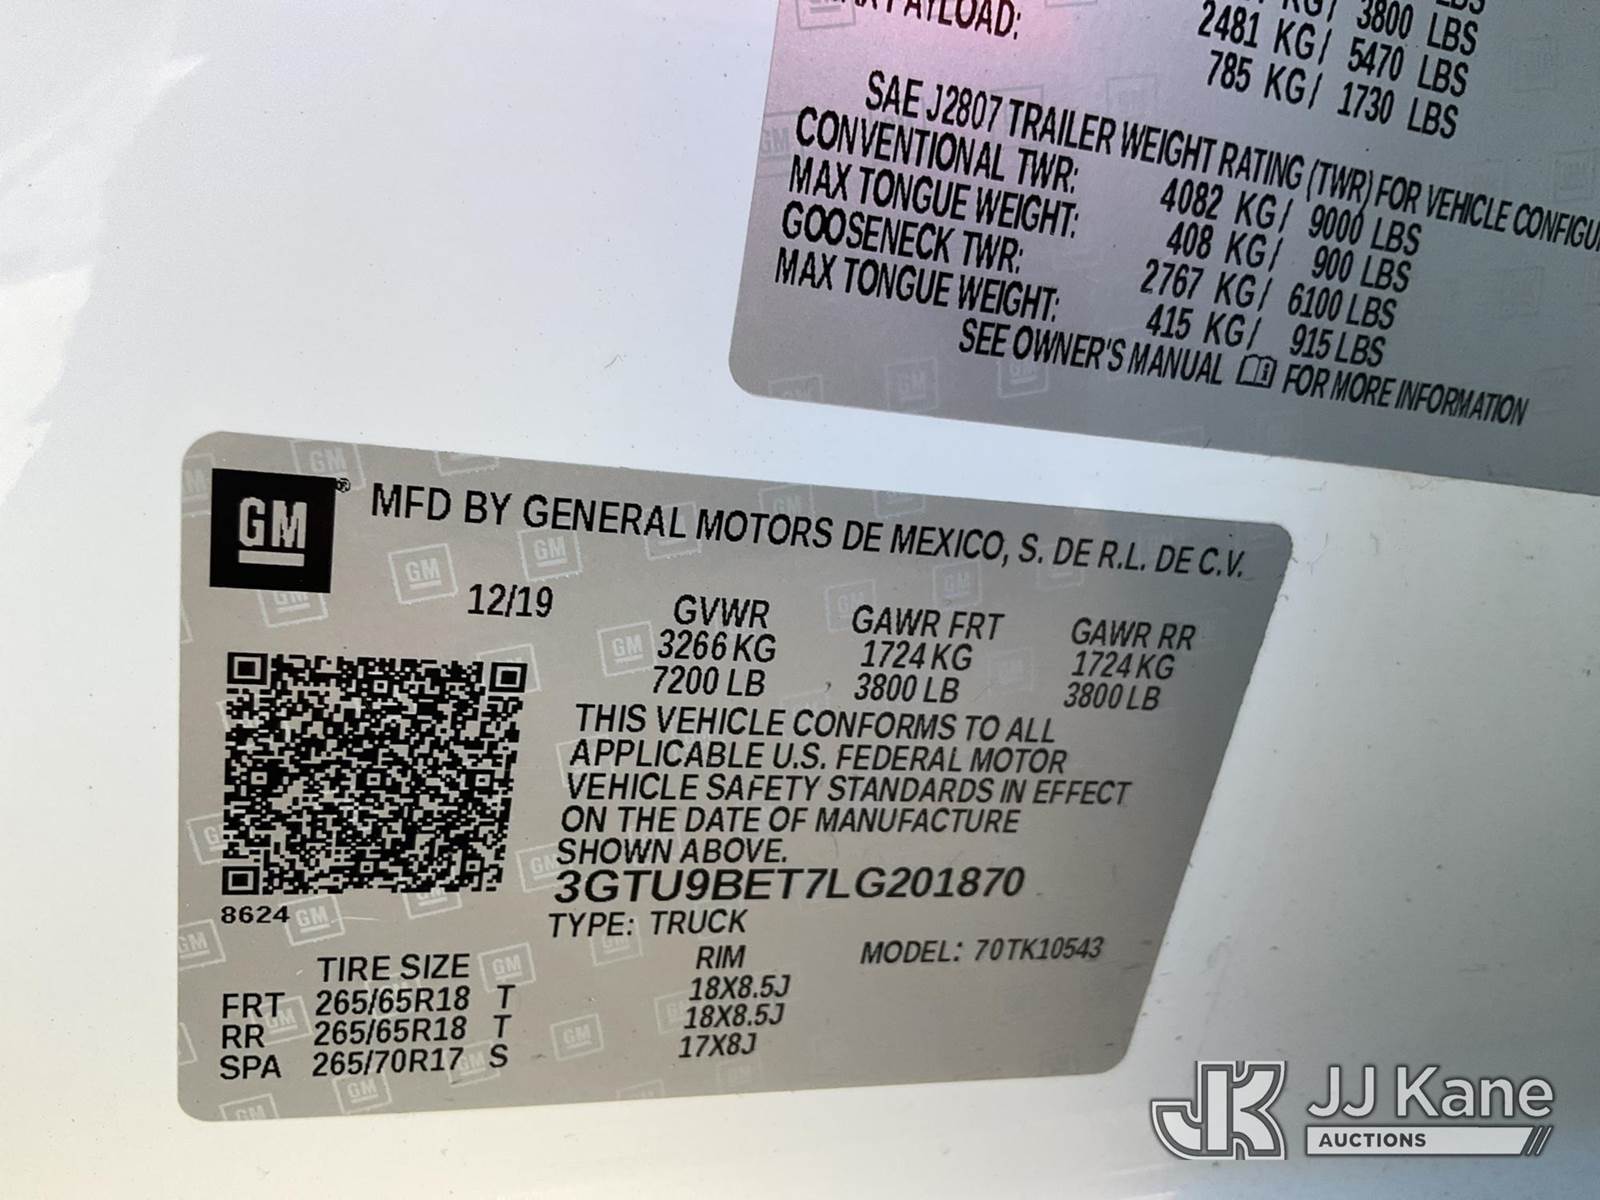 3800 LBS
PAYLOAD: 2481 KG/ 5470 LBS
785 KG/ 1730 LBS
SAE J2807 TRAILER WEIGHT RATING (TWR) FOR VEHICLE
CONVENTIONAL TWR: 4082 KG/ 9000 LBS
MAX TONGUE WEIGHT: 408 KG/ 900 LBS
GOOSENECK TWR: 2767 KG/ 6100 LBS
MAX TONGUE WEIGHT: 415 KG/ 915 LBS
SEE OWNER'S MANUAL FOR MORE INFORMATION
GM ® MFD BY GENERAL MOTORS DE MEXICO, S. DE R.L. DE C.V.
12/19 GVWR GAWR FRT GAWR RR
3266 KG 1724 KG 1724 KG
7200 LB 3800 LB 3800 LB
THIS VEHICLE CONFORMS TO ALL
APPLICABLE U.S. FEDERAL MOTOR
VEHICLE SAFETY STANDARDS IN EFFECT
ON THE DATE OF MANUFACTURE
SHOWN ABOVE.
3GTU9BET7LG201870
8624
TYPE: TRUCK MODEL: 70TK10543
TIRE SIZE RIM
FRT 265/65R18 T 18X8.5J
RR 265/65R18 T 18X8.5J
SPA 265/70R17 S 17X8J
JK JJ Kane
AUCTIONS